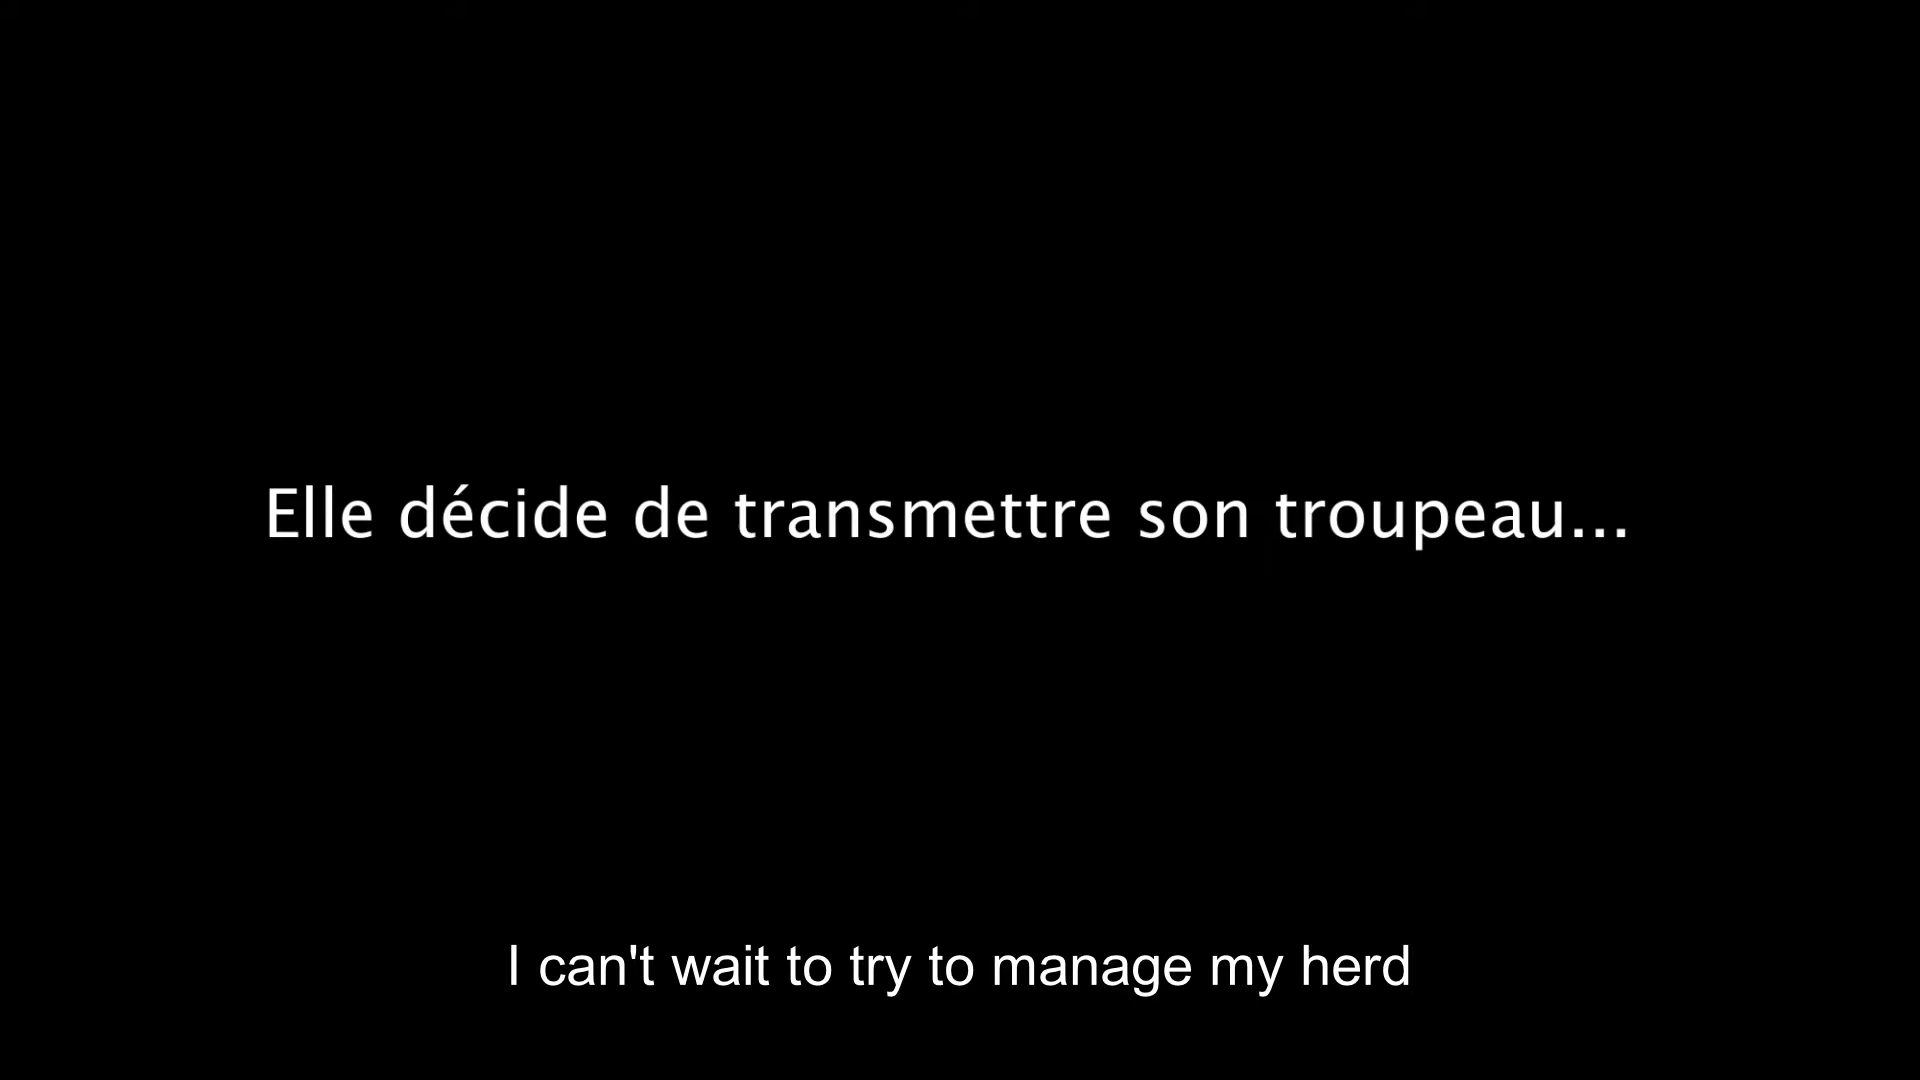 Elle décide de transmettre son troupeau...
I can't wait to try to manage my herd